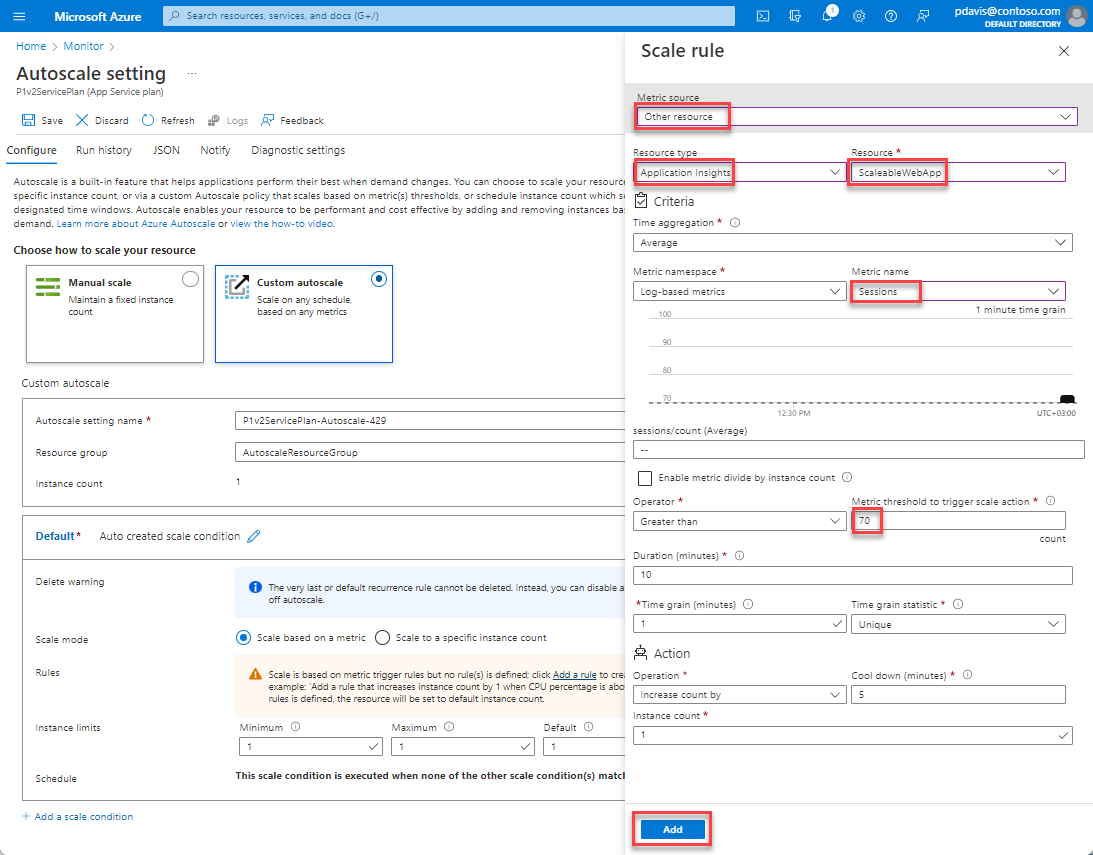 Microsoft Azure
Search resources, services, and docs (G+/)
1
pdavis@contoso.com
DEFAULT DIRECTORY
Home > Monitor >
Autoscale setting ...
P1v2ServicePlan (App Service plan)
Save Discard Refresh Logs Feedback
Configure Run history JSON Notify Diagnostic settings
Autoscale is a built-in feature that helps applications perform their best when demand changes. You can choose to scale your resource
specific instance count, or via a custom Autoscale policy that scales based on metric(s) thresholds, or schedule instance count which
designated time windows. Autoscale enables your resource to be performant and cost effective by adding and removing instances
demand. Learn more about Azure Autoscale or view the how-to video.
Choose how to scale your resource
Manual scale
Maintain a fixed instance
count
Custom autoscale
Scale on any schedule,
based on any metrics
Custom autoscale
Autoscale setting name *
P1v2ServicePlan-Autoscale-429
Resource group
AutoscaleResourceGroup
Instance count
1
Default* Auto created scale condition
Delete warning
The very last or default recurrence rule cannot be deleted. Instead, you can disable
off autoscale.
Scale mode
Scale based on a metric
Scale to a specific instance count
Rules
Scale is based on metric trigger rules but no rule(s) is defined; click Add a rule to
example: 'Add a rule that increases instance count by 1 when CPU percentage is
rules is defined, the resource will be set to default instance count.
Instance limits
Minimum
1
Maximum
1
Default
1
Schedule
This scale condition is executed when none of the other scale condition(s)
+ Add a scale condition
Scale rule
Metric source
Other resource
Resource type
Application Insights
Resource *
ScaleableWebApp
Criteria
Time aggregation *
Average
Metric namespace *
Log-based metrics
Metric name
Sessions
1 minute time grain
100
90
80
70
12:30 PM
UTC+03:00
sessions/count (Average)
--
Enable metric divide by instance count
Operator *
Greater than
Metric threshold to trigger scale action *
70
count
Duration (minutes) *
10
*Time grain (minutes)
1
Time grain statistic *
Unique
Action
Operation *
Increase count by
Cool down (minutes) *
5
Instance count *
1
Add